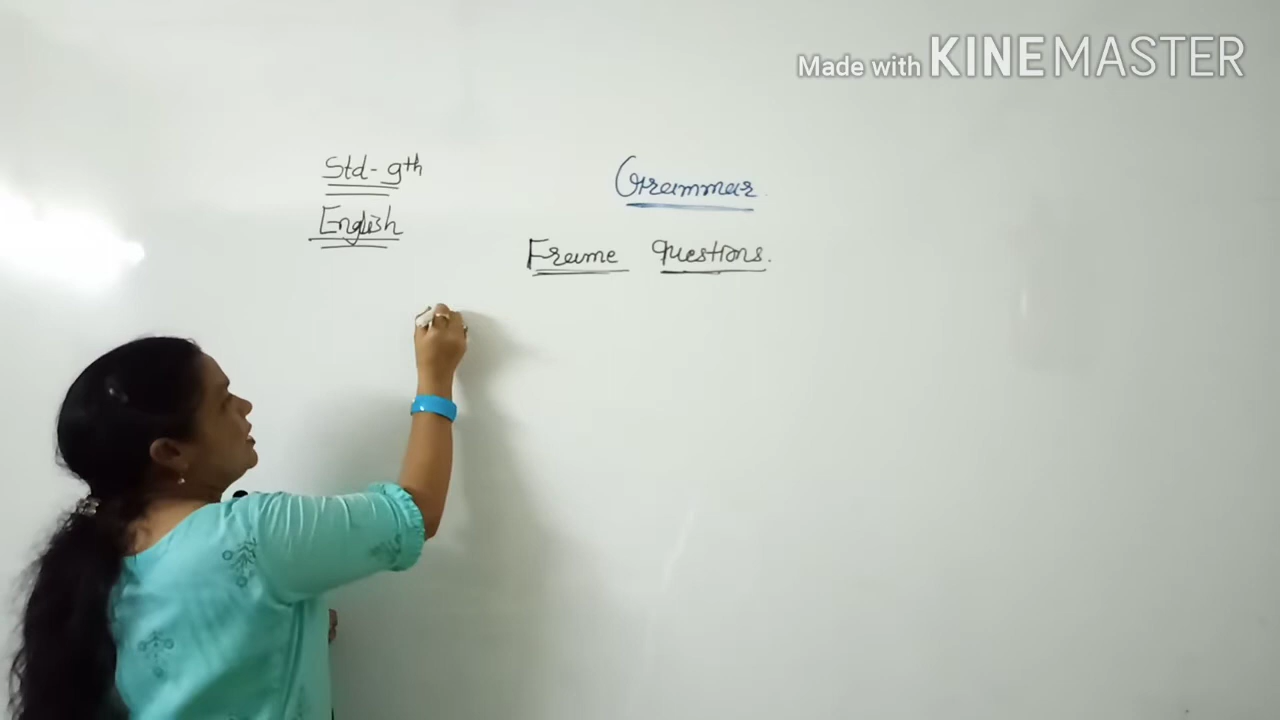 Made with KINEMASTER
Std - 9th
English
Grammar
Frame Questions.